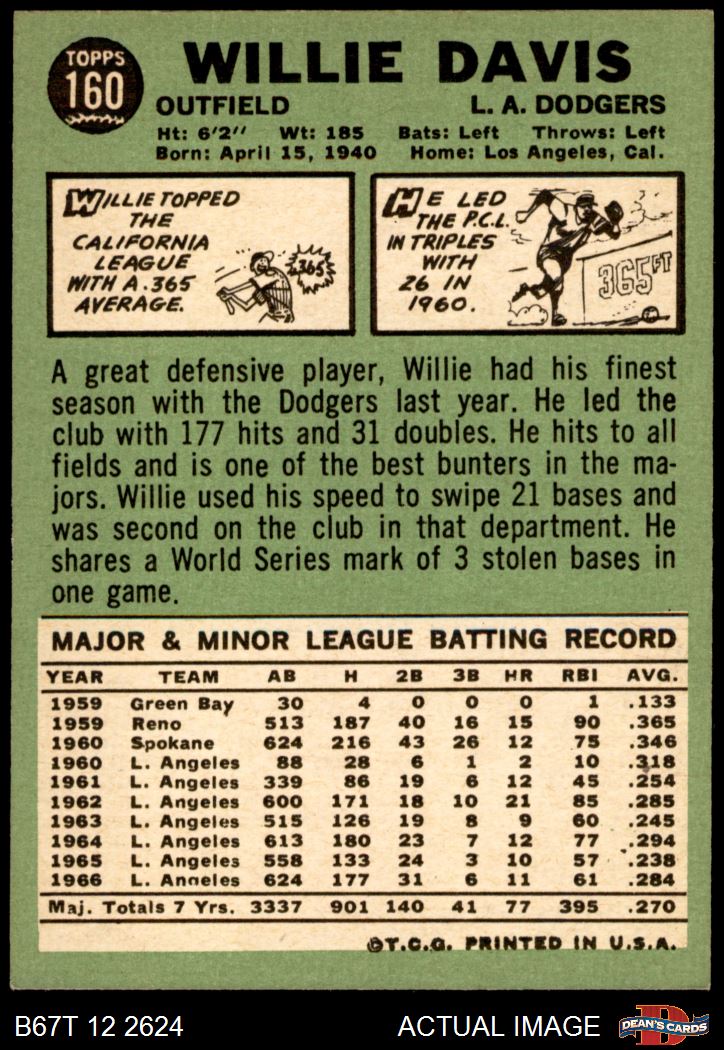 TOPPS
160
WILLIE DAVIS
OUTFIELD L. A. DODGERS
Ht: 6'2" Wt: 185 Bats: Left Throws: Left
Born: April 15, 1940 Home: Los Angeles, Cal.
WILLIE TOPPED
THE
CALIFORNIA
LEAGUE
WITH A .365
AVERAGE.
.365
HE LED
THE P.C.L.
IN TRIPLES
WITH
26 IN
1960.
365 FT
A great defensive player, Willie had his finest
season with the Dodgers last year. He led the
club with 177 hits and 31 doubles. He hits to all
fields and is one of the best bunters in the ma-
jors. Willie used his speed to swipe 21 bases and
was second on the club in that department. He
shares a World Series mark of 3 stolen bases in
one game.
MAJOR & MINOR LEAGUE BATTING RECORD
YEAR TEAM AB H 2B 3B HR RBI AVG.
1959 Green Bay 30 4 0 0 0 1 .133
1959 Reno 513 187 40 16 15 90 .365
1960 Spokane 624 216 43 26 12 75 .346
1960 L. Angeles 88 28 6 1 2 10 .318
1961 L. Angeles 339 86 19 6 12 45 .254
1962 L. Angeles 600 171 18 10 21 85 .285
1963 L. Angeles 515 126 19 8 9 60 .245
1964 L. Angeles 613 180 23 7 12 77 .294
1965 L. Angeles 558 133 24 3 10 57 .238
1966 L. Angeles 624 177 31 6 11 61 .284
Maj. Totals 7 Yrs. 3337 901 140 41 77 395 .270
©T.C.G. PRINTED IN U.S.A.
B67T 12 2624 ACTUAL IMAGE
D
DEAN'S CARDS